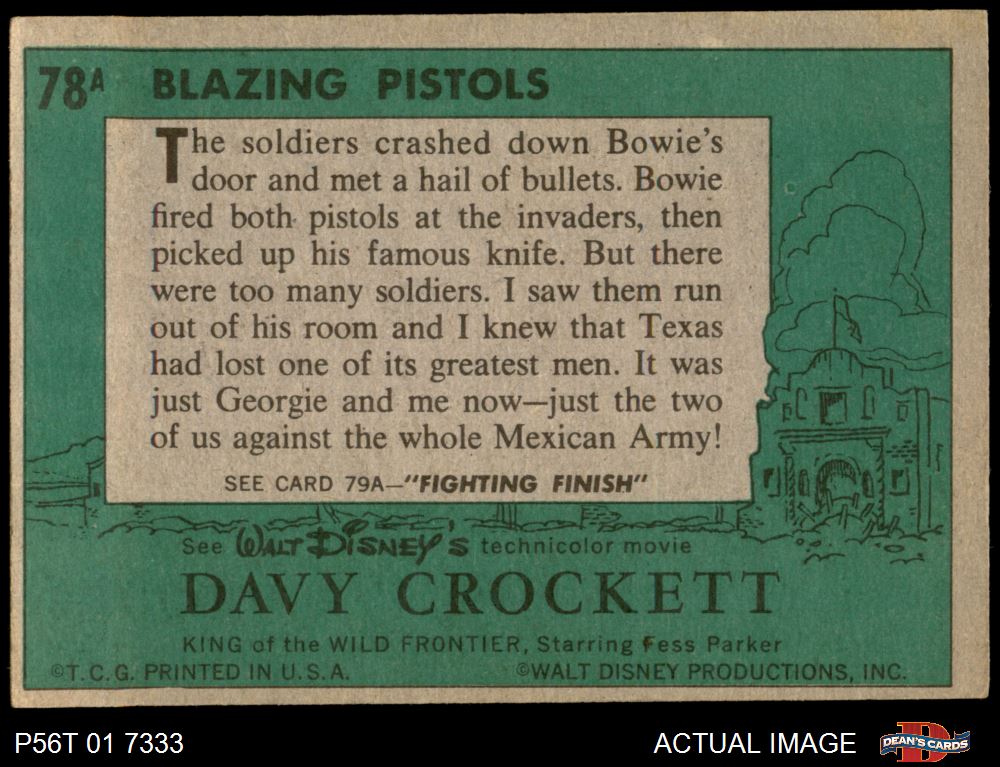 78A BLAZING PISTOLS
The soldiers crashed down Bowie's
door and met a hail of bullets. Bowie
fired both pistols at the invaders, then
picked up his famous knife. But there
were too many soldiers. I saw them run
out of his room and I knew that Texas
had lost one of its greatest men. It was
just Georgie and me now—just the two
of us against the whole Mexican Army!
SEE CARD 79A—"FIGHTING FINISH"
See WALT DISNEY'S technicolor movie
DAVY CROCKETT
KING of the WILD FRONTIER, Starring Fess Parker
©T.C.G. PRINTED IN U.S.A. ©WALT DISNEY PRODUCTIONS, INC.
P56T 01 7333 ACTUAL IMAGE D DEAN'S CARDS